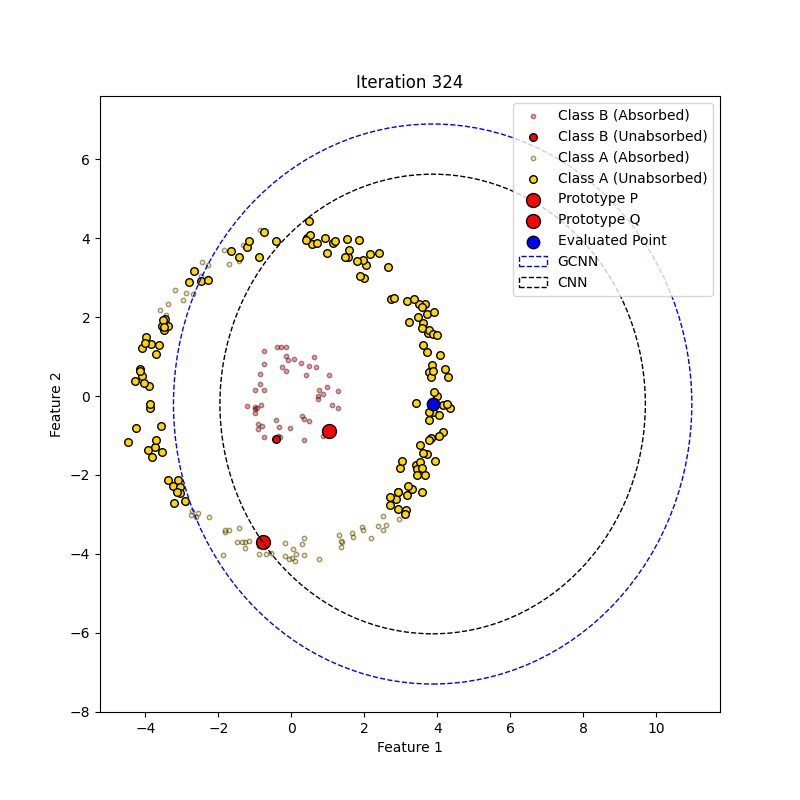 Iteration 324
Class B (Absorbed)
Class B (Unabsorbed)
Class A (Absorbed)
Class A (Unabsorbed)
Prototype P
Prototype Q
Evaluated Point
GCNN
CNN
Feature 2
6
4
2
0
−2
−4
−6
−8
−4 −2 0 2 4 6 8 10
Feature 1